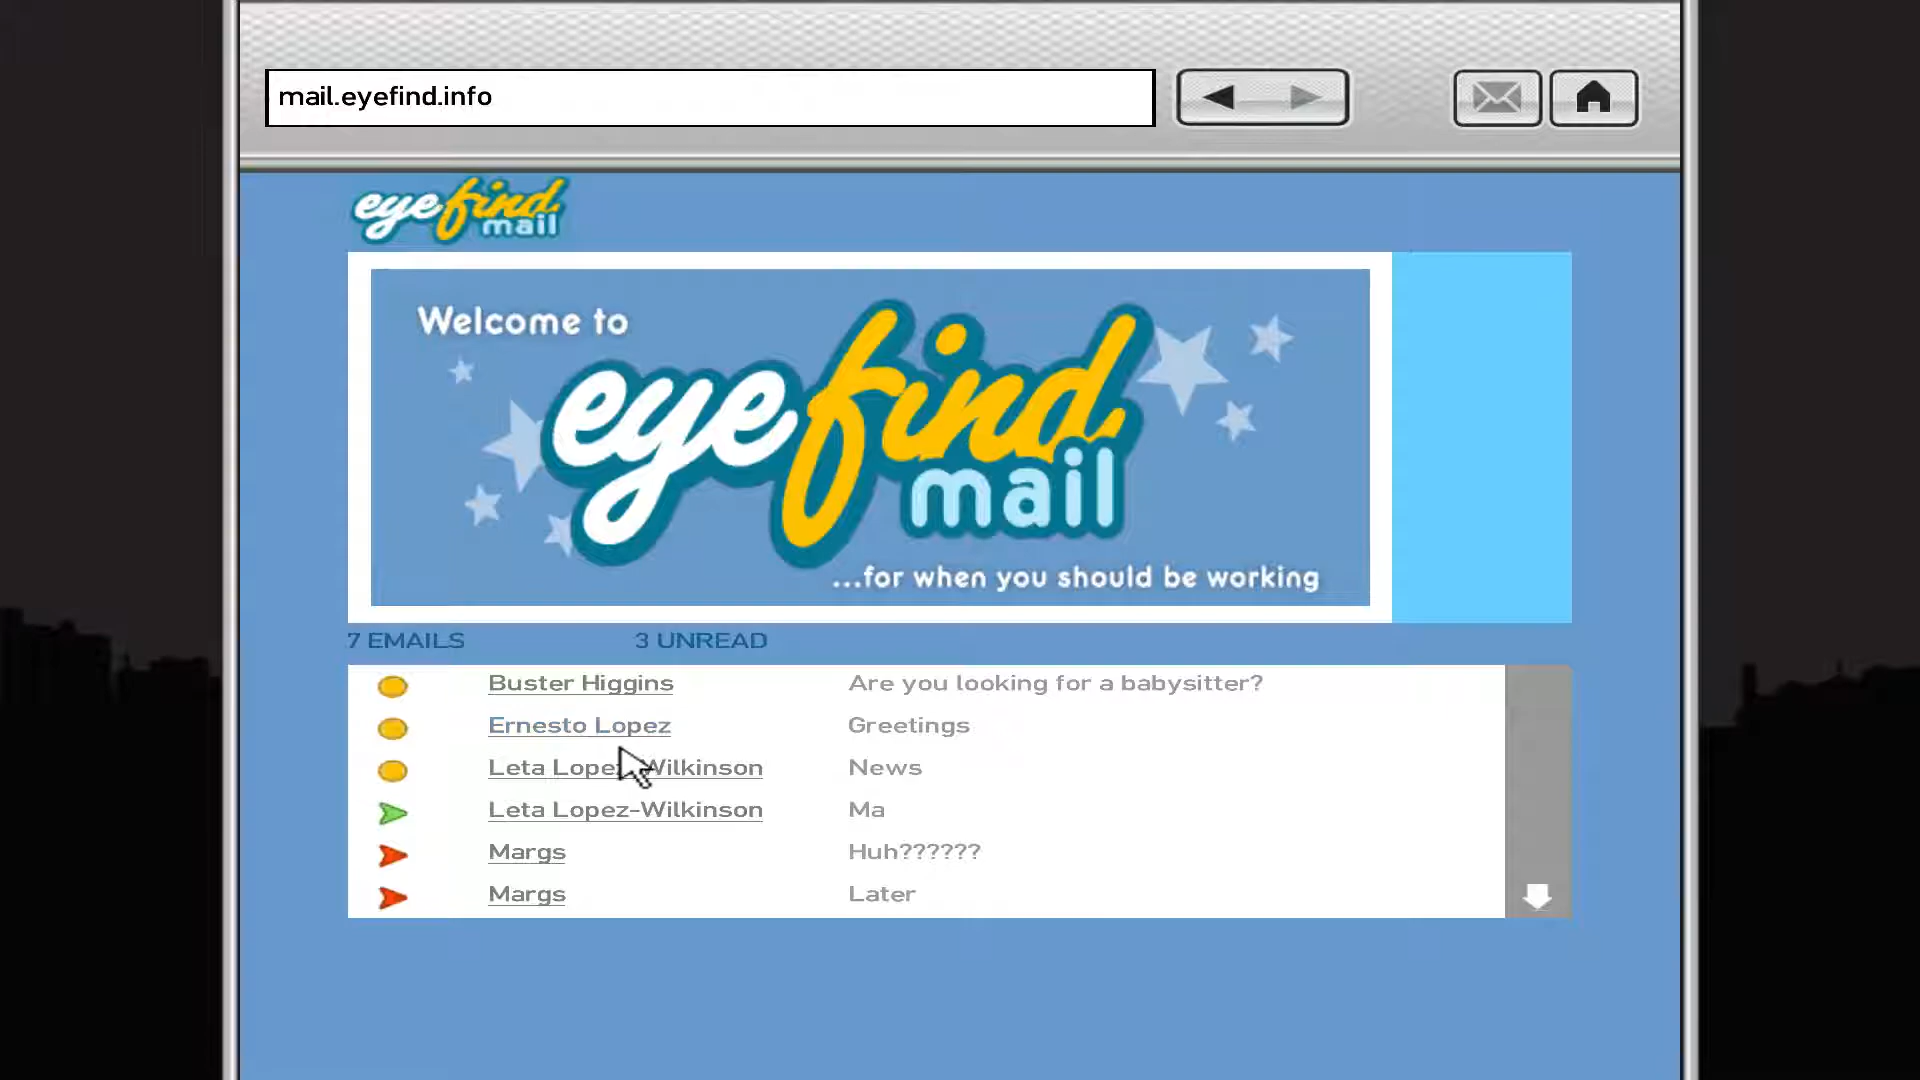 mail.eyefind.info
eyefind
mail
Welcome to
eyefind
mail
...for when you should be working
7 EMAILS 3 UNREAD
Buster Higgins Are you looking for a babysitter?
Ernesto Lopez Greetings
Leta Lopez-Wilkinson News
Leta Lopez-Wilkinson Ma
Margs Huh??????
Margs Later